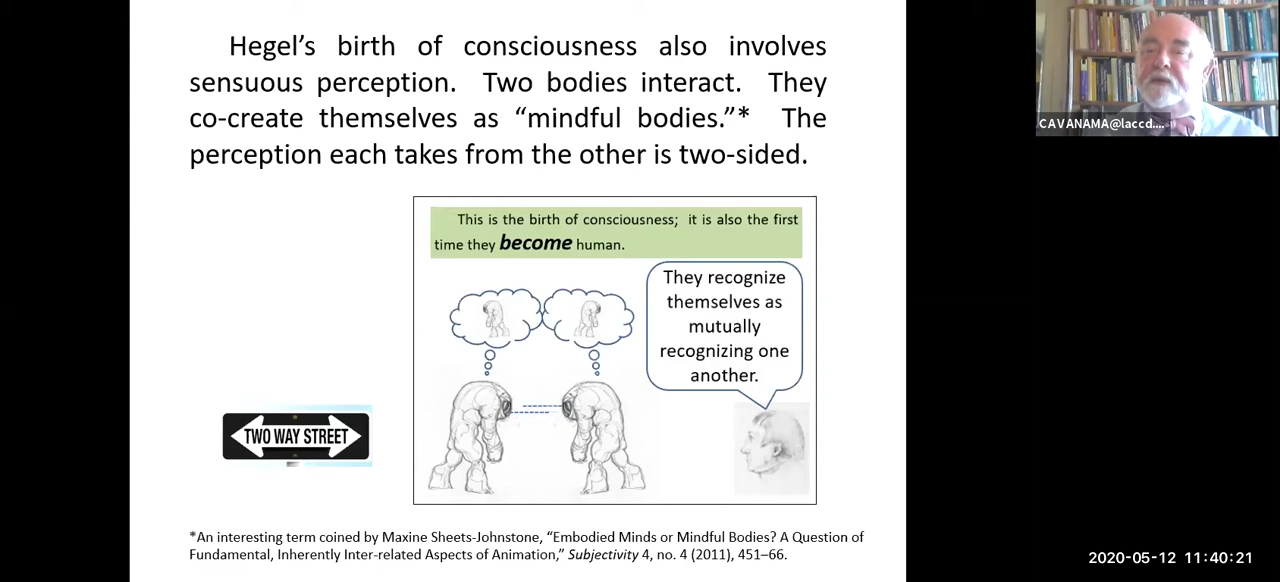 Hegel’s birth of consciousness also involves
sensuous perception. Two bodies interact. They
co-create themselves as “mindful bodies.”* The
perception each takes from the other is two-sided.
This is the birth of consciousness; it is also the first
time they become human.
They recognize
themselves as
mutually
recognizing one
another.
TWO WAY STREET
*An interesting term coined by Maxine Sheets-Johnstone, “Embodied Minds or Mindful Bodies? A Question of
Fundamental, Inherently Inter-related Aspects of Animation,” Subjectivity 4, no. 4 (2011), 451–66.
CAVANAMA@laccd....
2020-05-12 11:40:21